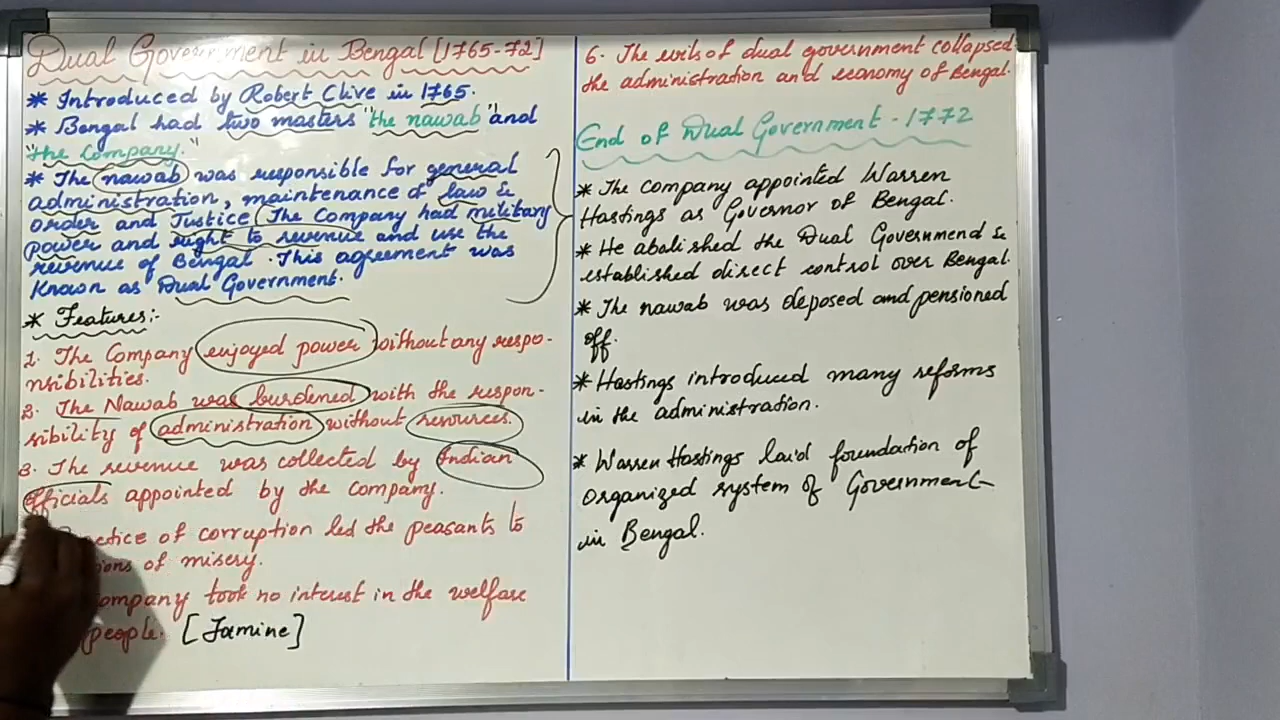 Dual Government in Bengal [1765-72]
* Introduced by Robert Clive in 1765.
* Bengal had two masters "the nawab" and
"the Company."
* The nawab was responsible for general
administration, maintenance of law &
order and Justice. The Company had military
power and right to revenue and use the
revenue of Bengal. This agreement was
known as Dual Government.
* Features:-
1. The Company enjoyed power without any respo-
nsibilities.
2. The Nawab was burdened with the respon-
sibility of administration without resources.
3. The revenue was collected by Indian
officials appointed by the company.
of corruption led the peasants to
of misery.
company took no interest in the welfare
people. [Famine]
6. The evils of dual government collapsed
the administration and economy of Bengal.
End of Dual Government - 1772
* The company appointed Warren
Hastings as Governor of Bengal.
* He abalished the Dual Governmend &
established direct control over Bengal.
* The nawab was deposed and pensioned
off.
* Hastings introduced many reforms
in the administration.
* Warren Hastings laid foundation of
Organized system of Government
in Bengal.